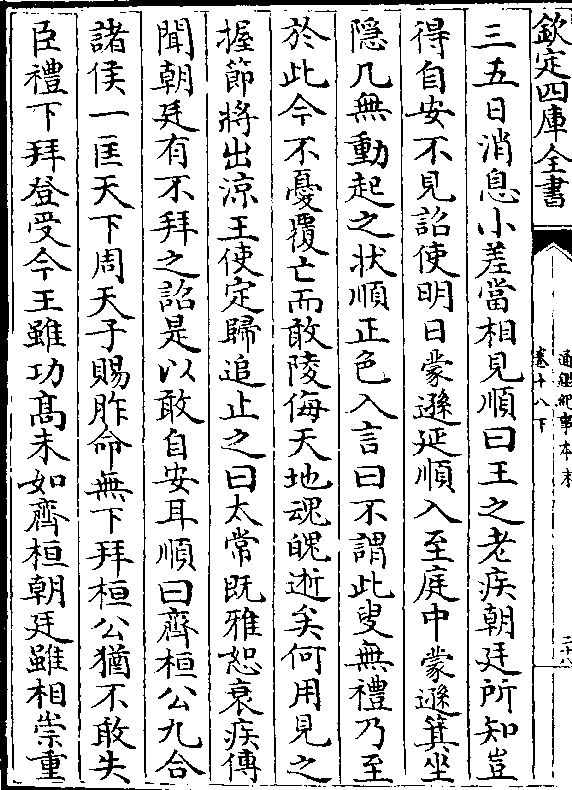 欽定四庫全書
通鑑紀事本末
卷十八下
二十八
三五日消息小差當相見順曰王之老疾朝廷所知豈
得自安不見詔使明日蒙遜延順入至庭中蒙遜箕坐
隱几無動起之狀順正色入言曰不謂此叟無禮乃至
於此今不憂覆亡而敢陵侮天地魂魄逝矣何用見之
握節將出涼王使定歸追止之曰太常既雅恕衰疾傳
聞朝廷有不拜之詔是以敢自安耳順曰齊桓公九合
諸侯一匡天下周天子賜胙命無下拜桓公猶不敢失
臣禮下拜登受今王雖功高未如齊桓朝廷雖相崇重